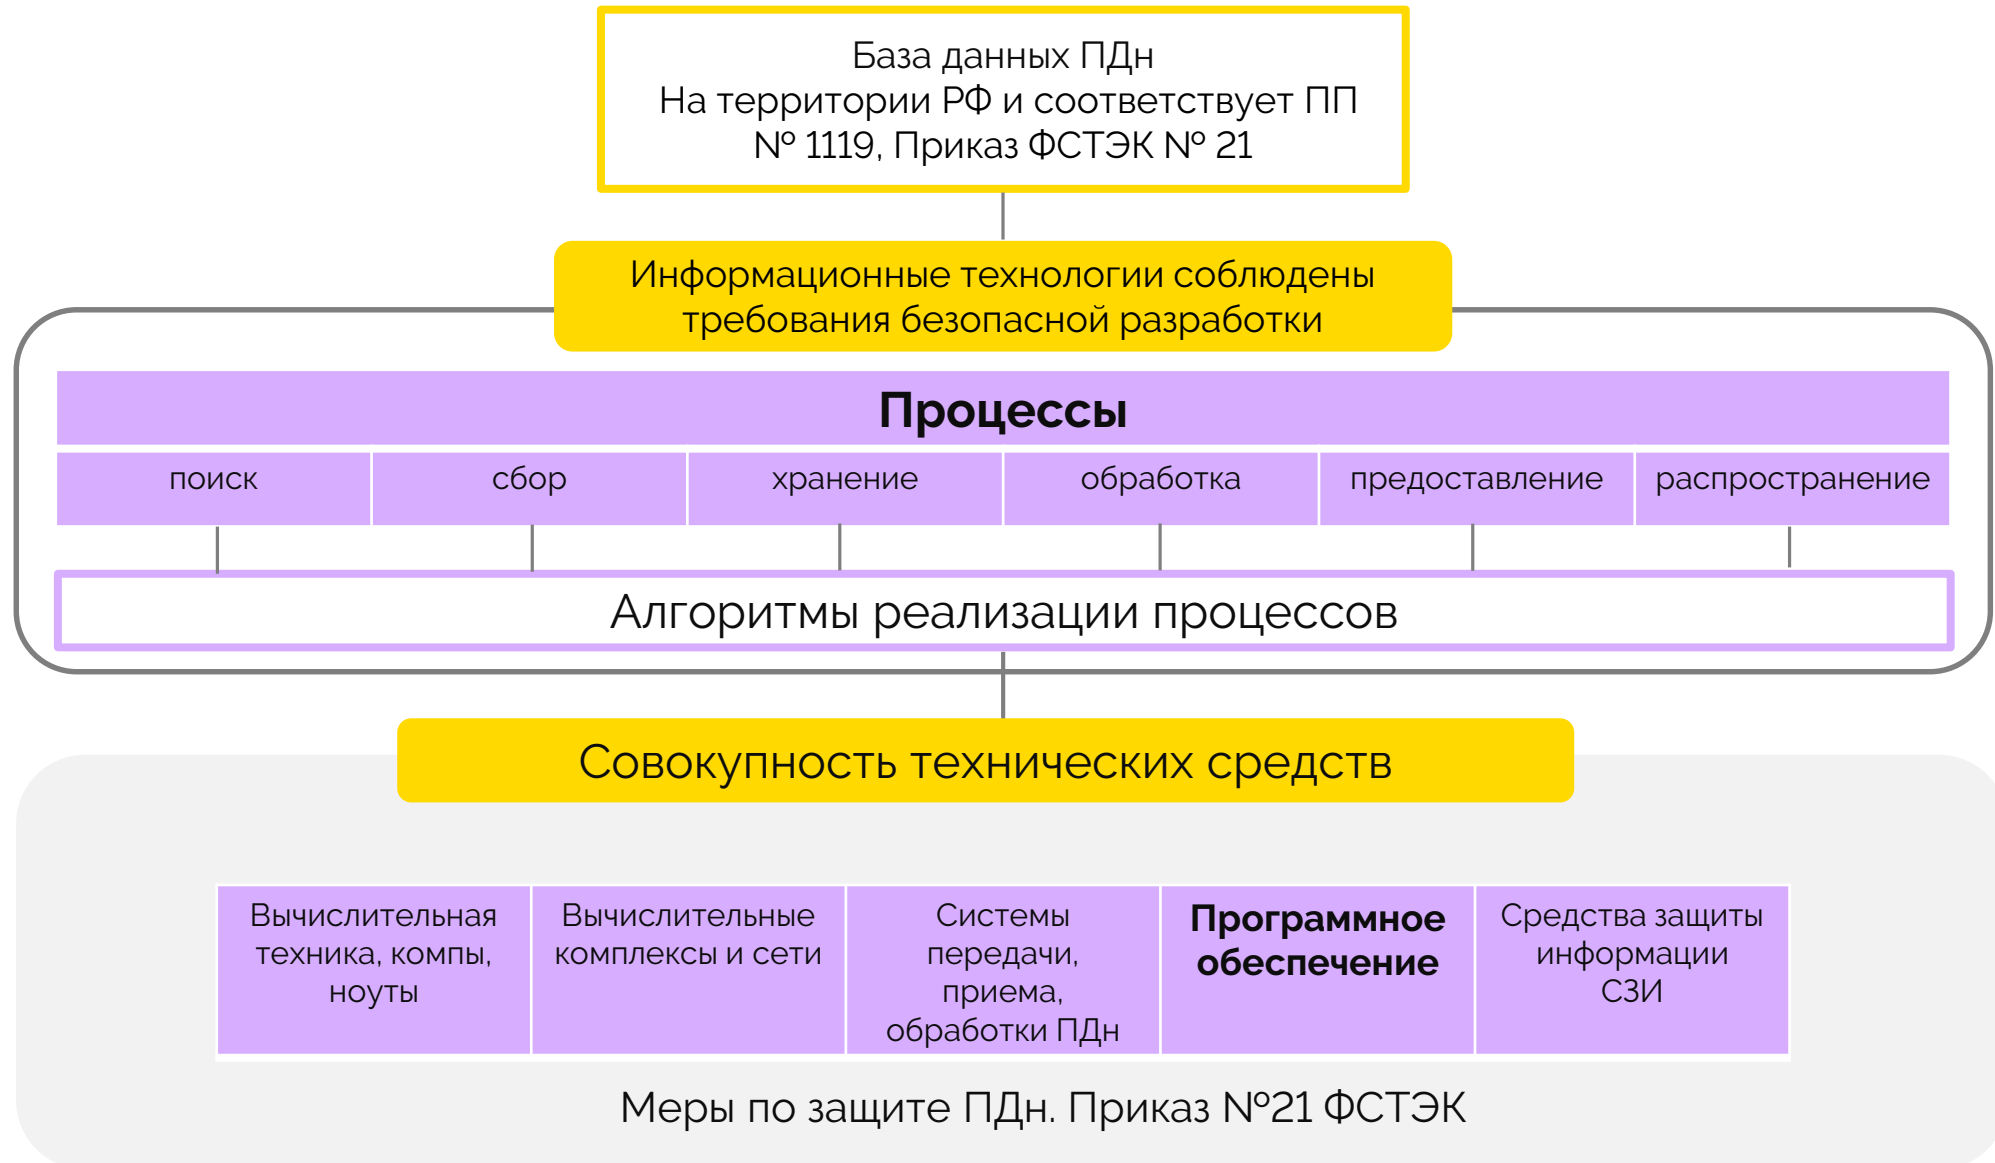 База данных ПДн
На территории РФ и соответствует ПП
№ 1119, Приказ ФСТЭК № 21
Информационные технологии соблюдены
требования безопасной разработки
Процессы
поиск
сбор
хранение
обработка
предоставление
распространение
Алгоритмы реализации процессов
Совокупность технических средств
Вычислительная
техника, компы,
ноуты
Вычислительные
комплексы и сети
Системы
передачи,
приема,
обработки ПДн
Программное
обеспечение
Средства защиты
информации
СЗИ
Меры по защите ПДн. Приказ №21 ФСТЭК